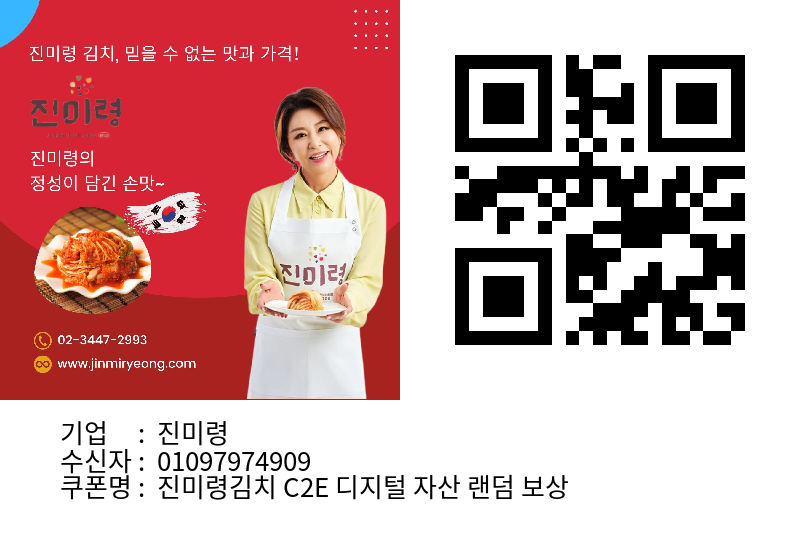 진미령 김치, 믿을 수 없는 맛과 가격!
진미령
진미령의
정성이 담긴 손맛~
진미령
02-3447-2993
www.jinmiryeong.com
기업 : 진미령
수신자 : 01097974909
쿠폰명 : 진미령김치 C2E 디지털 자산 랜덤 보상